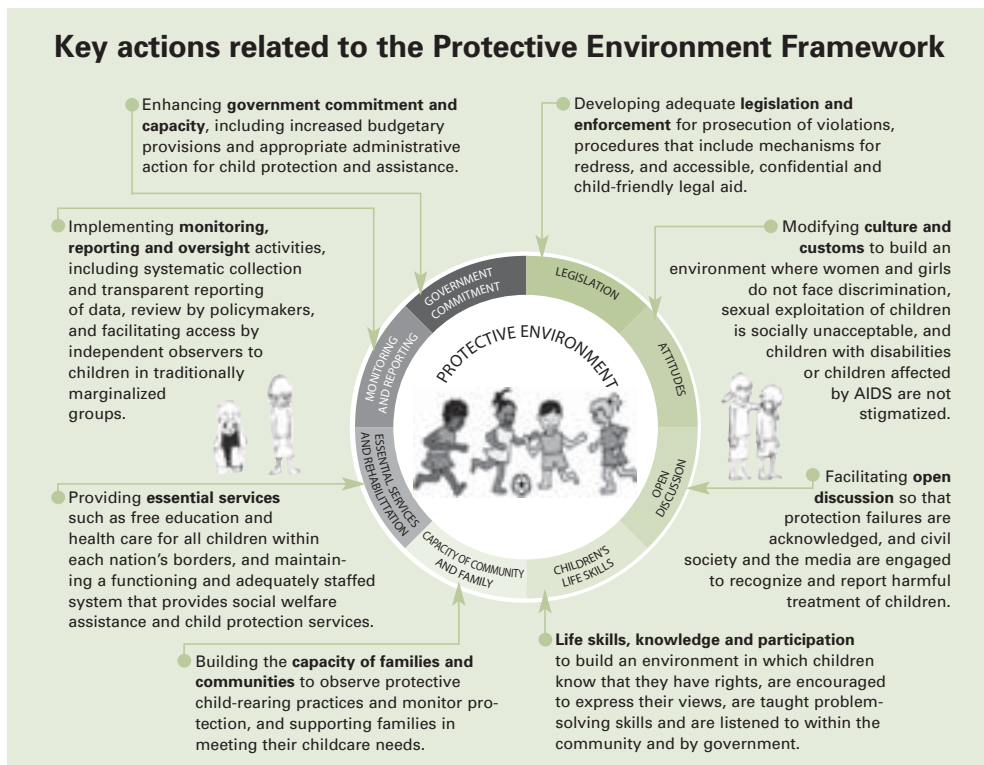 Key actions related to the Protective Environment Framework
Enhancing government commitment and
capacity, including increased budgetary
provisions and appropriate administrative
action for child protection and assistance.
Developing adequate legislation and
enforcement for prosecution of violations,
procedures that include mechanisms for
redress, and accessible, confidential and
child-friendly legal aid.
Implementing monitoring,
reporting and oversight activities,
including systematic collection
and transparent reporting
of data, review by policymakers,
and facilitating access by
independent observers to
children in traditionally
marginalized
groups.
Modifying culture and
customs to build an
environment where women and girls
do not face discrimination,
sexual exploitation of children
is socially unacceptable, and
children with disabilities
or children affected
by AIDS are not
stigmatized.
GOVERNMENT
COMMITMENT
LEGISLATION
ATTITUDES
OPEN
DISCUSSION
CHILDREN'S
LIFE SKILLS
CAPACITY OF COMMUNITY
AND FAMILY
ESSENTIAL SERVICES
AND REHABILITTATION
MONITORING
AND REPORTING
PROTECTIVE ENVIRONMENT
Providing essential services
such as free education and
health care for all children within
each nation's borders, and maintain-
ing a functioning and adequately staffed
system that provides social welfare
assistance and child protection services.
Facilitating open
discussion so that
protection failures are
acknowledged, and civil
society and the media are engaged
to recognize and report harmful
treatment of children.
Building the capacity of families and
communities to observe protective
child-rearing practices and monitor pro-
tection, and supporting families in
meeting their childcare needs.
Life skills, knowledge and participation
to build an environment in which children
know that they have rights, are encouraged
to express their views, are taught problem-
solving skills and are listened to within the
community and by government.